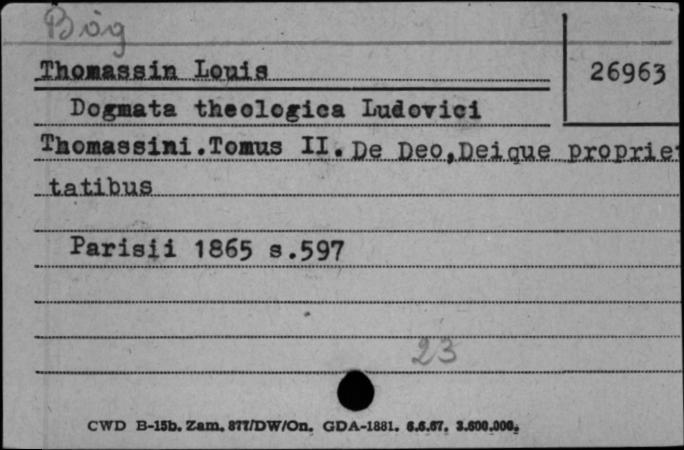 Bóg
Thomassin Louis
26963
Dogmata theologica Ludovici
Thomassini.Tomus II. De Deo,Deique proprie
tatibus
Parisii 1865 s.597
23
CWD B-15b. Zam. 877/DW/On. GDA-1881. 6.6.67. 3.600.000.